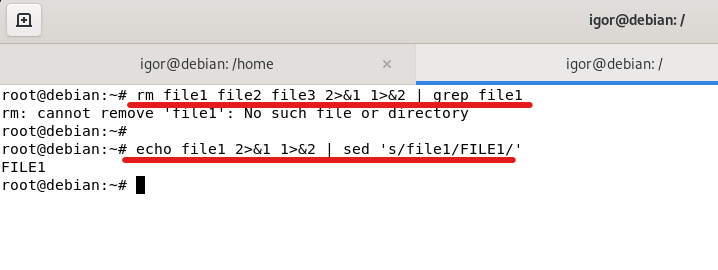 igor@debian: /
igor@debian: /home
igor@debian: /
root@debian:~# rm file1 file2 file3 2>&1 1>&2 | grep file1
rm: cannot remove 'file1': No such file or directory
root@debian:~#
root@debian:~# echo file1 2>&1 1>&2 | sed 's/file1/FILE1/'
FILE1
root@debian:~#